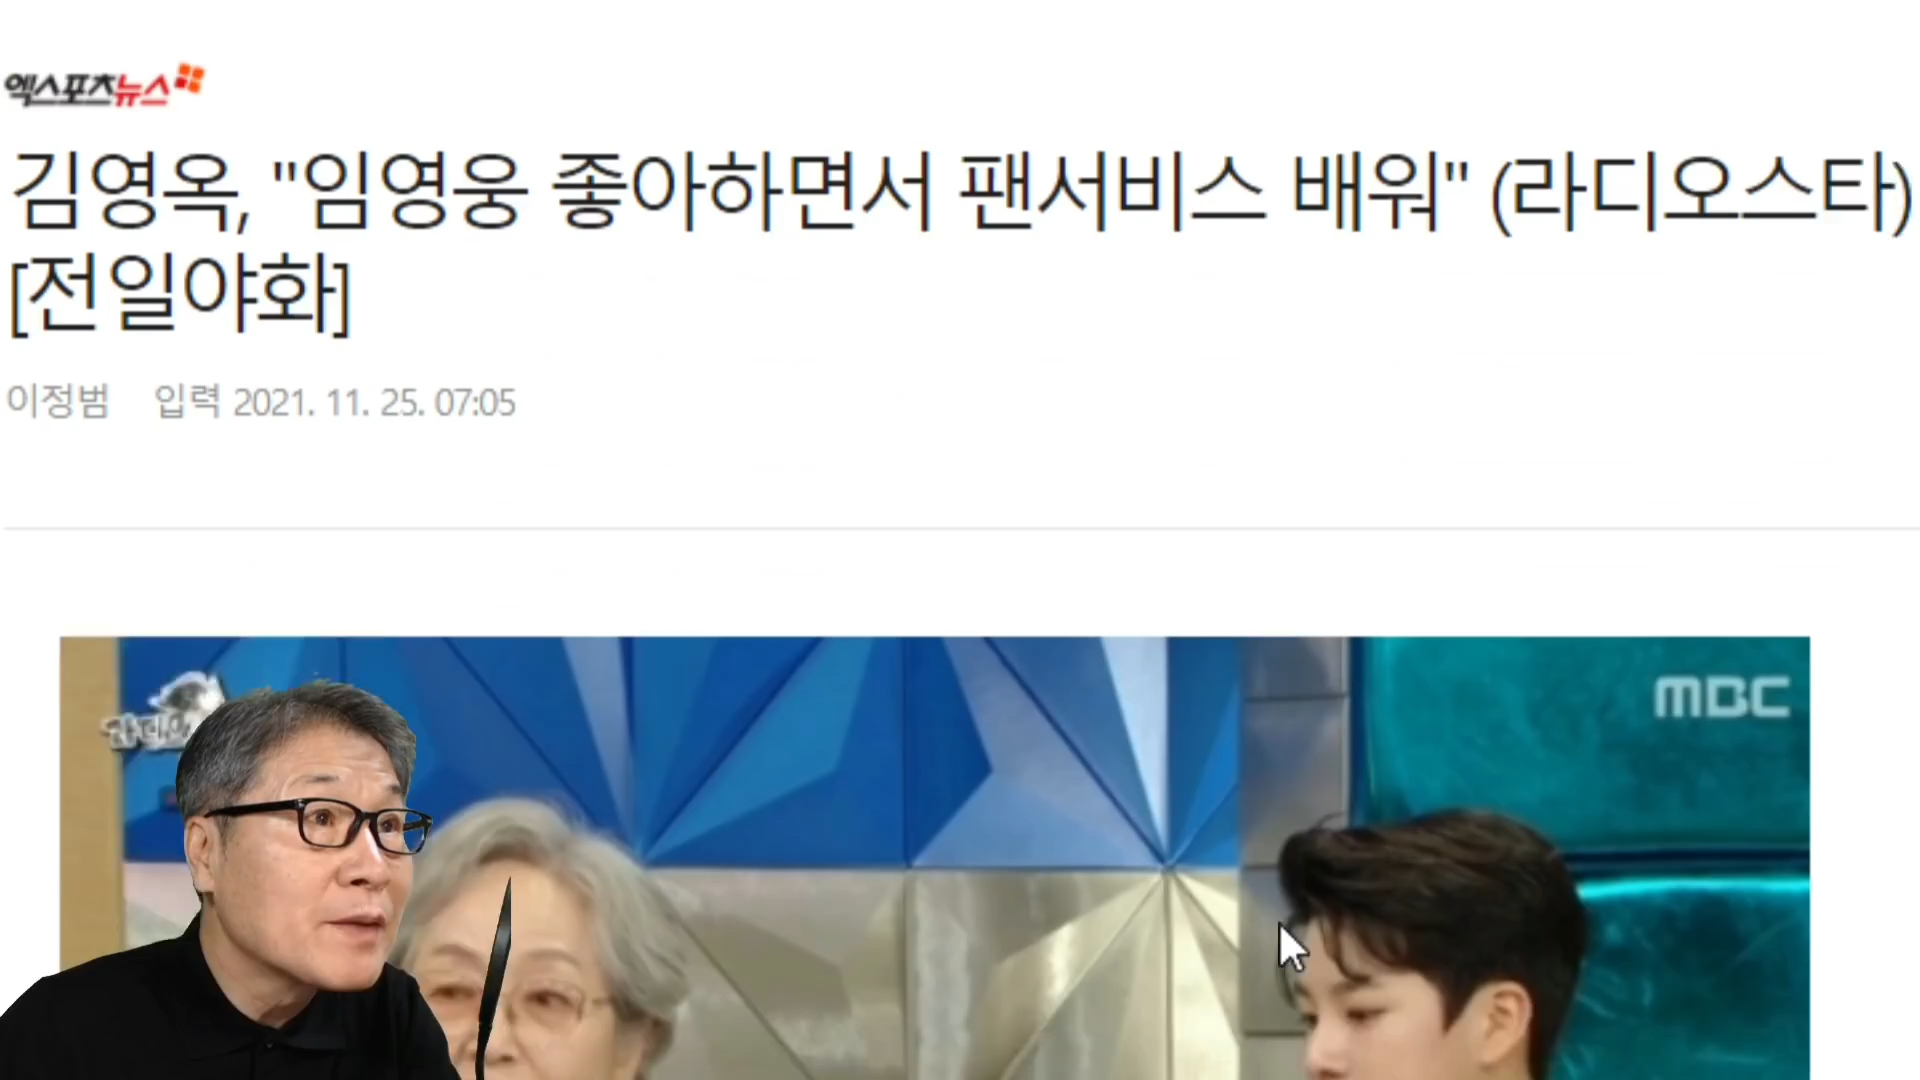 엑스포츠뉴스
김영옥, "임영웅 좋아하면서 팬서비스 배워" (라디오스타)
[전일야화]
이정범 입력 2021. 11. 25. 07:05
MBC